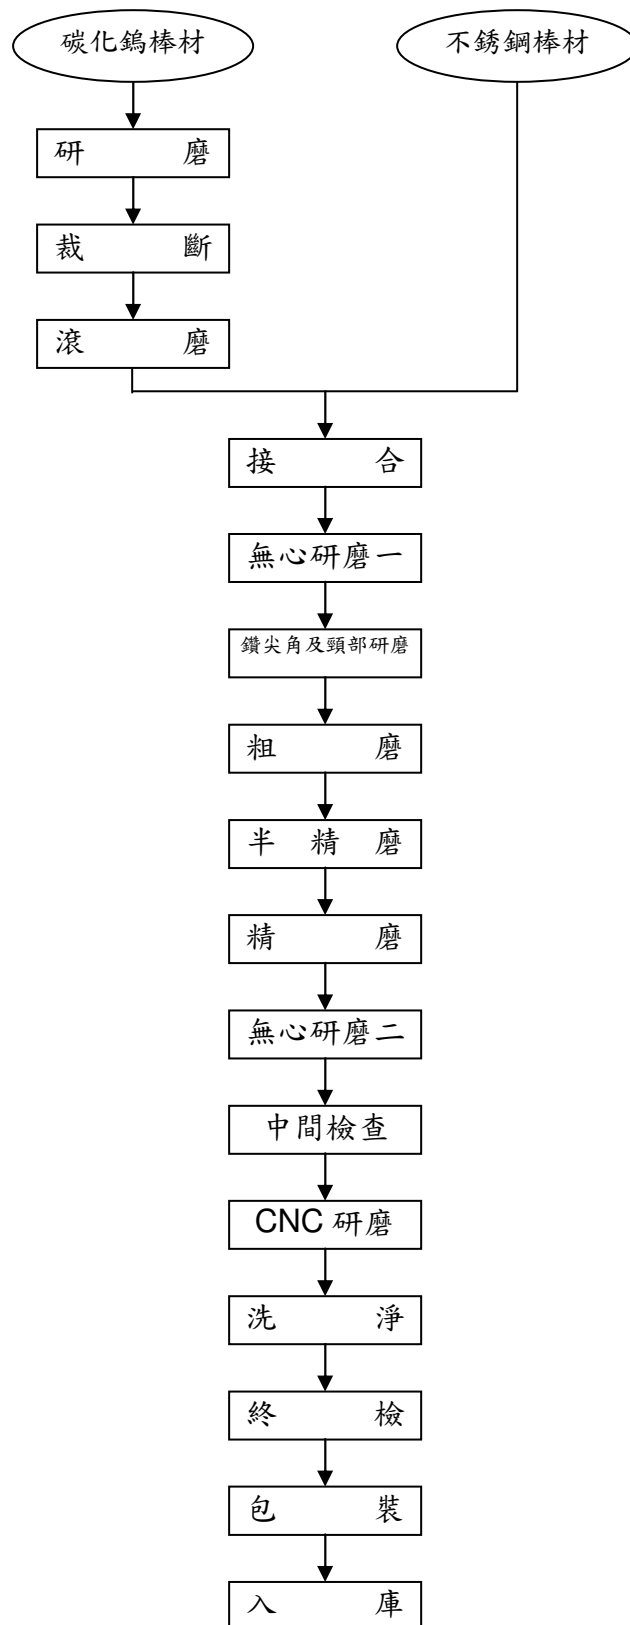 碳化鎢棒材
不銹鋼棒材
研磨
裁斷
滾磨
接合
無心研磨一
鑽尖角及頸部研磨
粗磨
半精磨
精磨
無心研磨二
中間檢查
CNC 研磨
洗淨
終檢
包裝
入庫